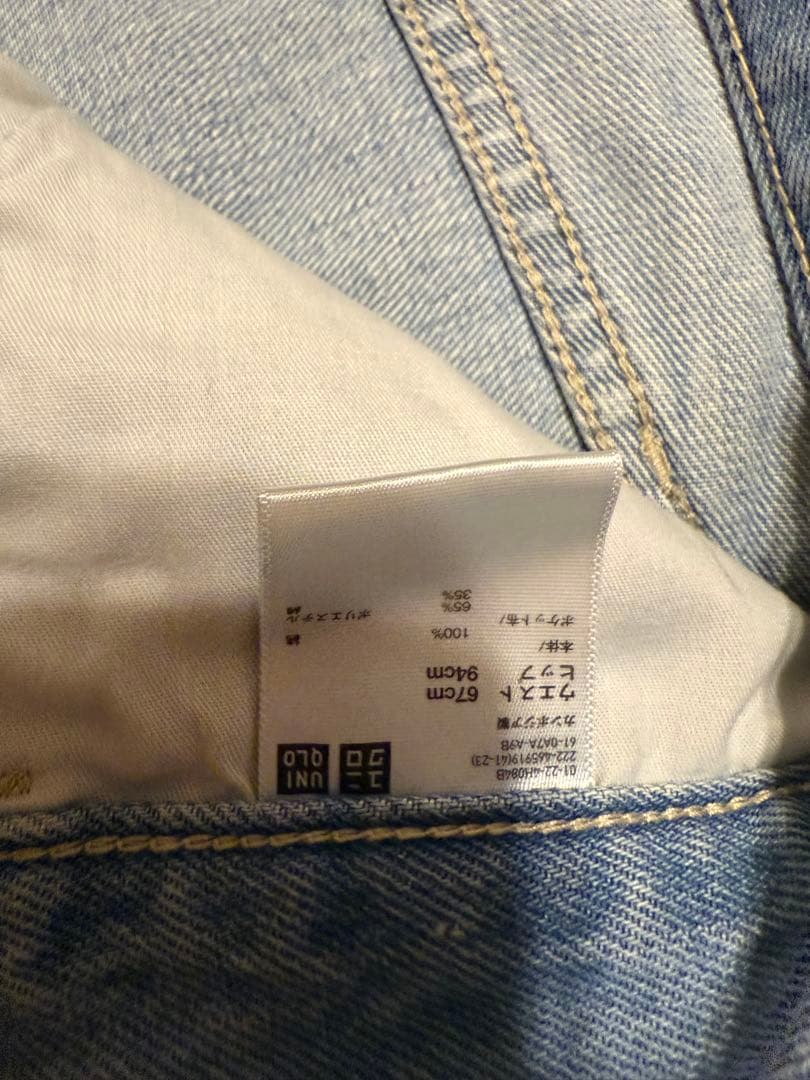 ユニクロ
UNI
QLO
01-22-4H084B
222-465919(41-23)
61-0A7A-A9B
カンボジア製
ウエスト 67cm
ヒップ 94cm
本体/
綿 100%
ポケット布/
ポリエステル 65%
綿 35%